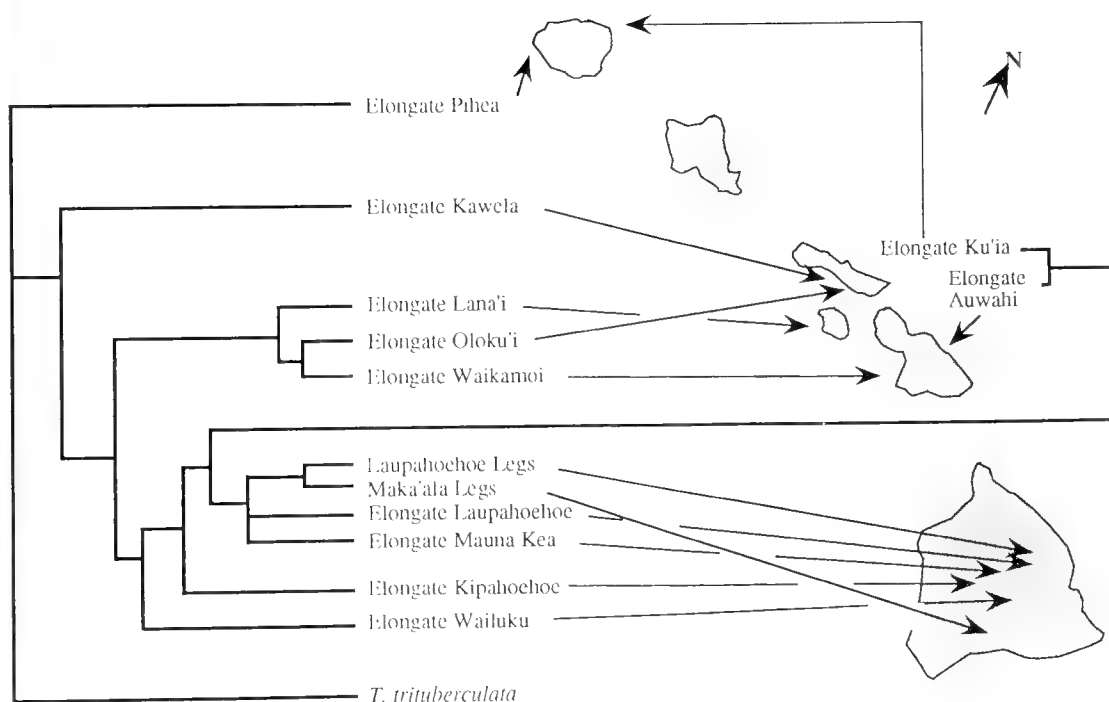 N
Elongate Pihea
Elongate Kawela
Elongate Ku'ia
Elongate
Auwahi
Elongate Lana'i
Elongate Oloku'i
Elongate Waikamoi
Laupahoehoe Legs
Maka'ala Legs
Elongate Laupahoehoe
Elongate Mauna Kea
Elongate Kipahoehoe
Elongate Wailuku
T. trituberculata